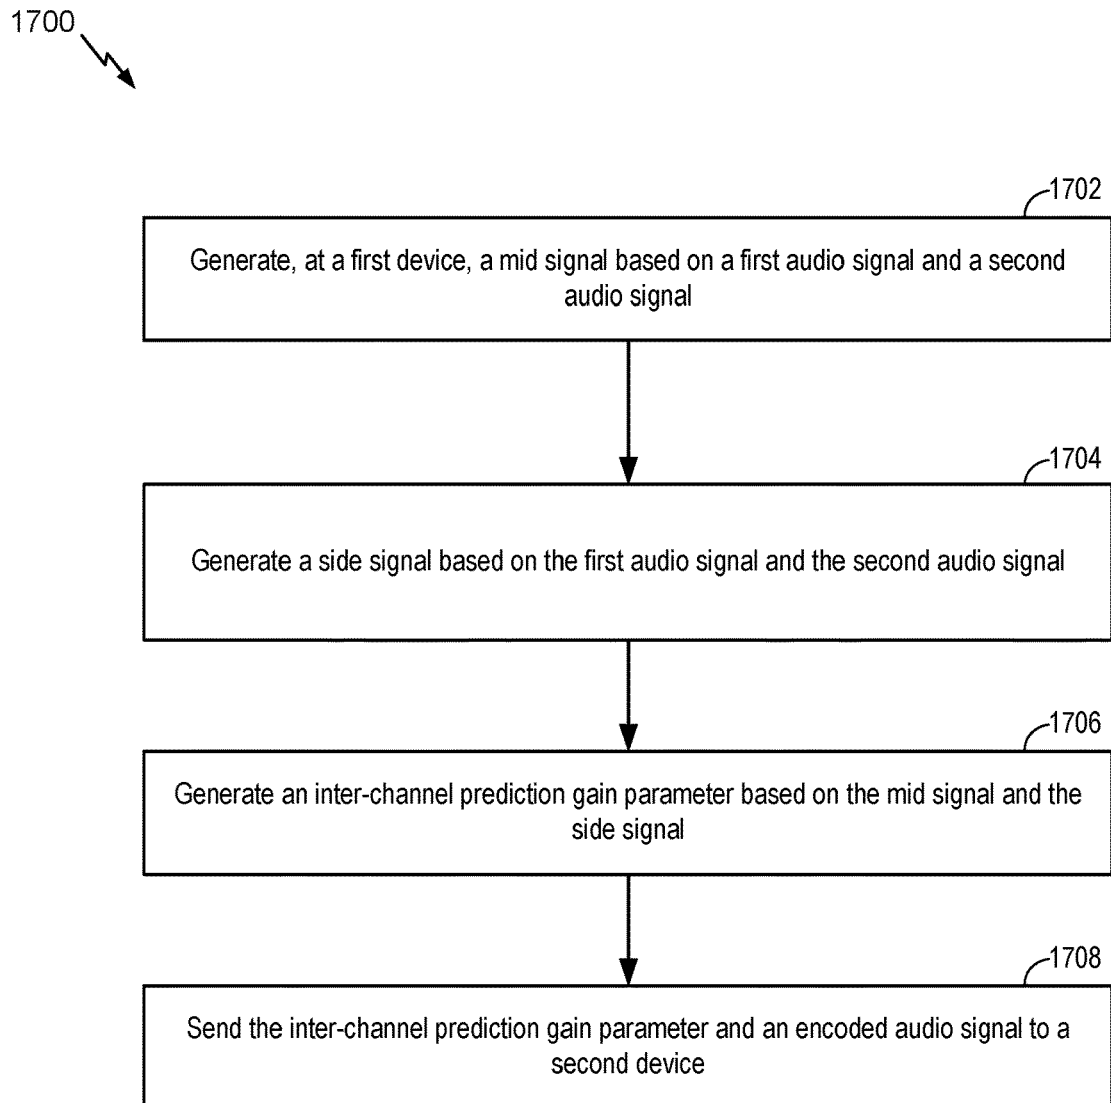 1700
1702
Generate, at a first device, a mid signal based on a first audio signal and a second
audio signal
1704
Generate a side signal based on the first audio signal and the second audio signal
1706
Generate an inter-channel prediction gain parameter based on the mid signal and the
side signal
1708
Send the inter-channel prediction gain parameter and an encoded audio signal to a
second device